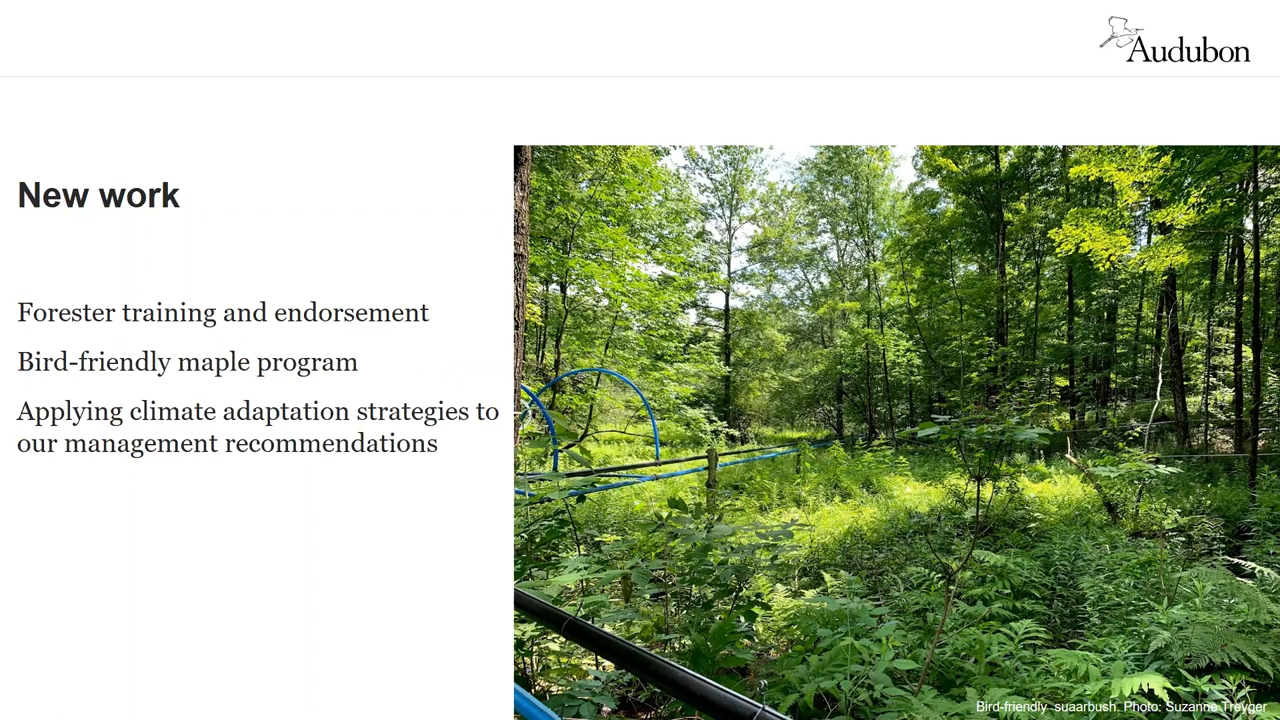 Audubon
New work
Forester training and endorsement
Bird-friendly maple program
Applying climate adaptation strategies to
our management recommendations
Bird-friendly sugarbush. Photo: Suzanne Treyger